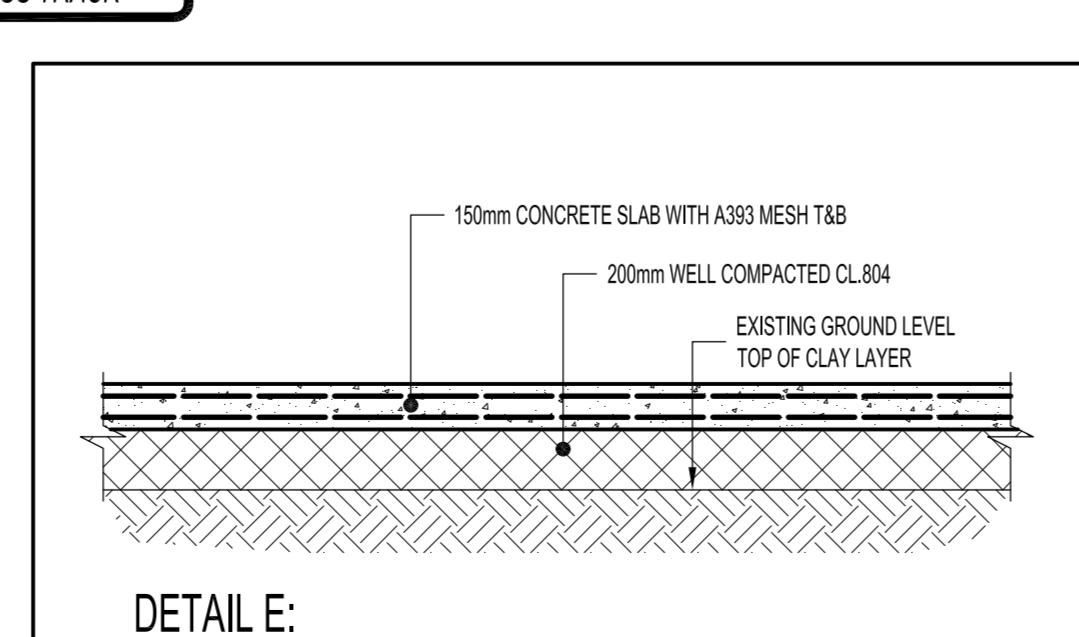 150mm CONCRETE SLAB WITH A393 MESH T&B
200mm WELL COMPACTED CL.804
EXISTING GROUND LEVEL
TOP OF CLAY LAYER
DETAIL E: